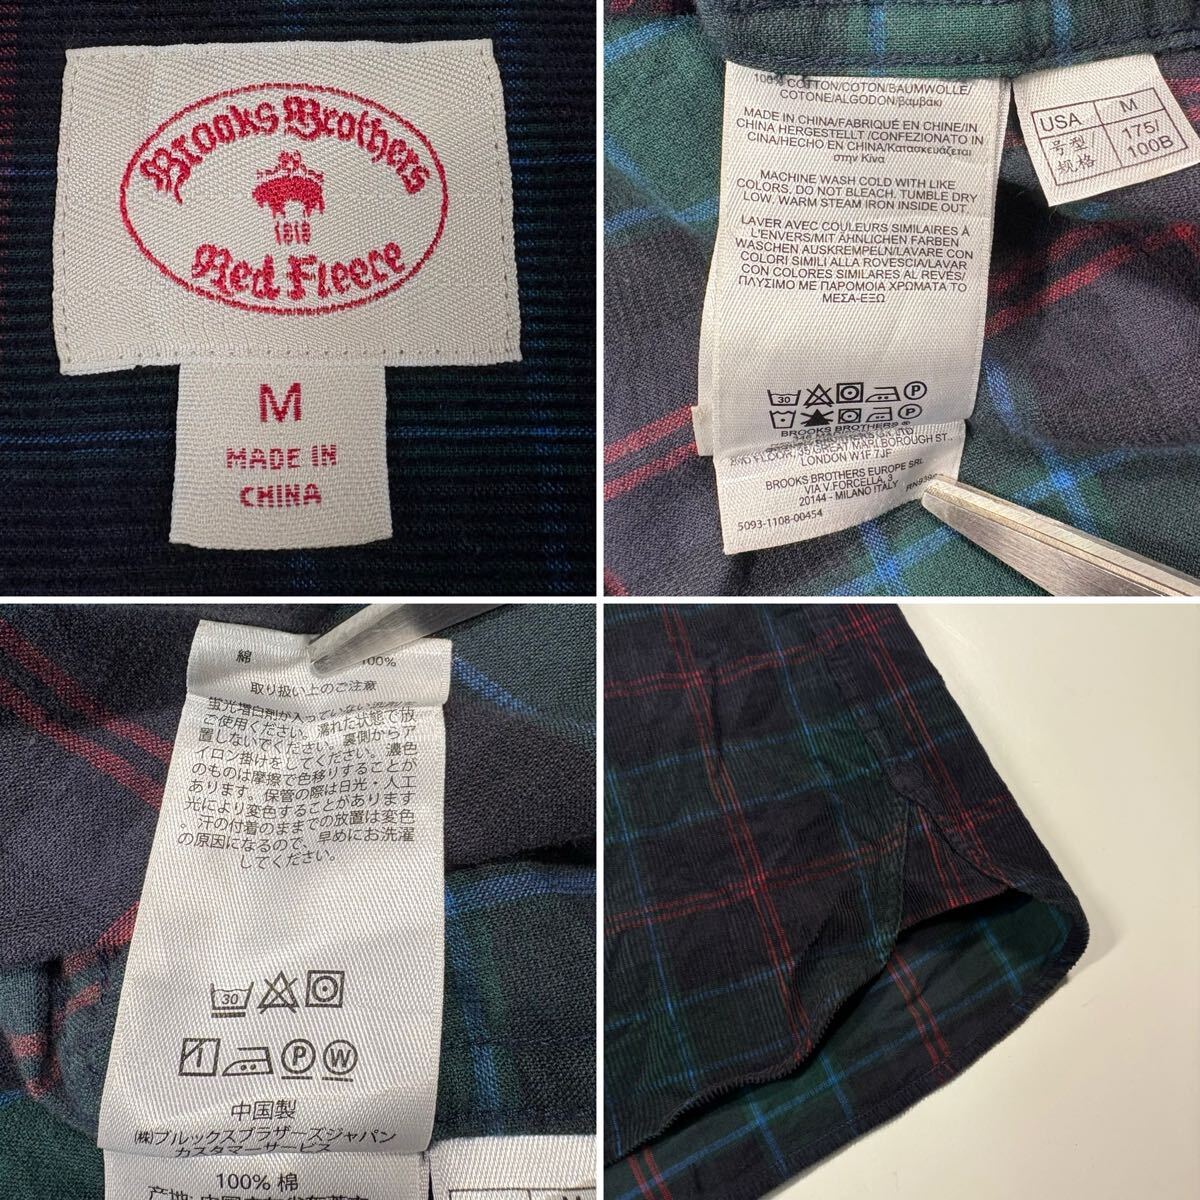 Brooks Brothers
1818
Red Fleece
M
MADE IN
CHINA
100% COTTON/COTON/BAUMWOLLE/
COTONE/ALGODON/βαμβάκι
MADE IN CHINA/FABRIQUÉ EN CHINE/IN
CHINA HERGESTELLT/CONFEZIONATO IN
CINA/HECHO EN CHINA/Κατασκευάζεται
στην Κίνα
MACHINE WASH COLD WITH LIKE
COLORS. DO NOT BLEACH. TUMBLE DRY
LOW. WARM STEAM IRON INSIDE OUT.
LAVER AVEC COULEURS SIMILAIRES À
L'ENVERS/MIT ÄHNLICHEN FARBEN
WASCHEN AUSKREMPELN/LAVARE CON
COLORI SIMILI ALLA ROVESCIA/LAVAR
CON COLORES SIMILARES AL REVÉS/
ΠΛΥΣΙΜΟ ΜΕ ΠΑΡΟΜΟΙΑ ΧΡΩΜΑΤΑ ΤΟ
ΜΕΣΑ-ΕΞΩ
30 P
P
BROOKS BROTHERS ®
2ND FLOOR, 35 GREAT MARLBOROUGH ST.,
LONDON W1F 7JF
BROOKS BROTHERS EUROPE SRL
VIA V.FORCELLA, 3
20144 - MILANO ITALY
5093-1108-00454
USA M
号型 175/
规格 100B
綿 100%
取り扱い上のご注意
蛍光増白剤が入っていない洗剤を
ご使用ください。濡れた状態で放
置しないでください。裏側からア
イロン掛けをしてください。濃色
のものは摩擦で色移りすることが
あります。保管の際は日光・人工
光により変色することがあります
。汗の付着のままでの放置は変色
の原因になるので、早めにお洗濯
してください。
30
P W
中国製
(株)ブルックスブラザーズジャパン
カスタマーサービス
100% 棉